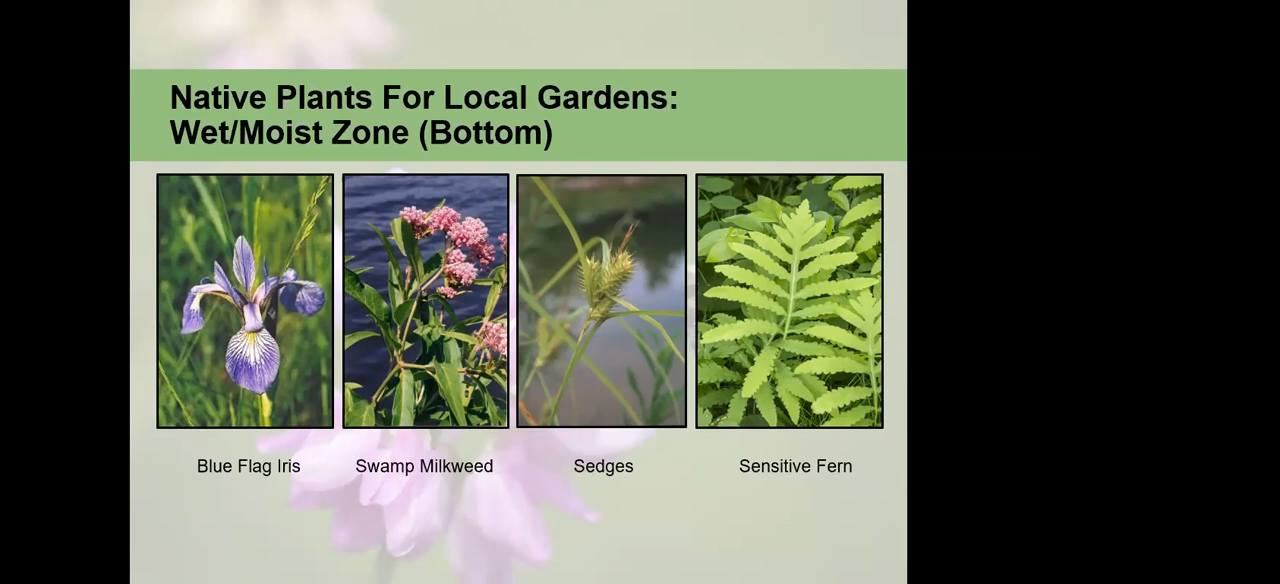 Native Plants For Local Gardens:
Wet/Moist Zone (Bottom)
Blue Flag Iris
Swamp Milkweed
Sedges
Sensitive Fern